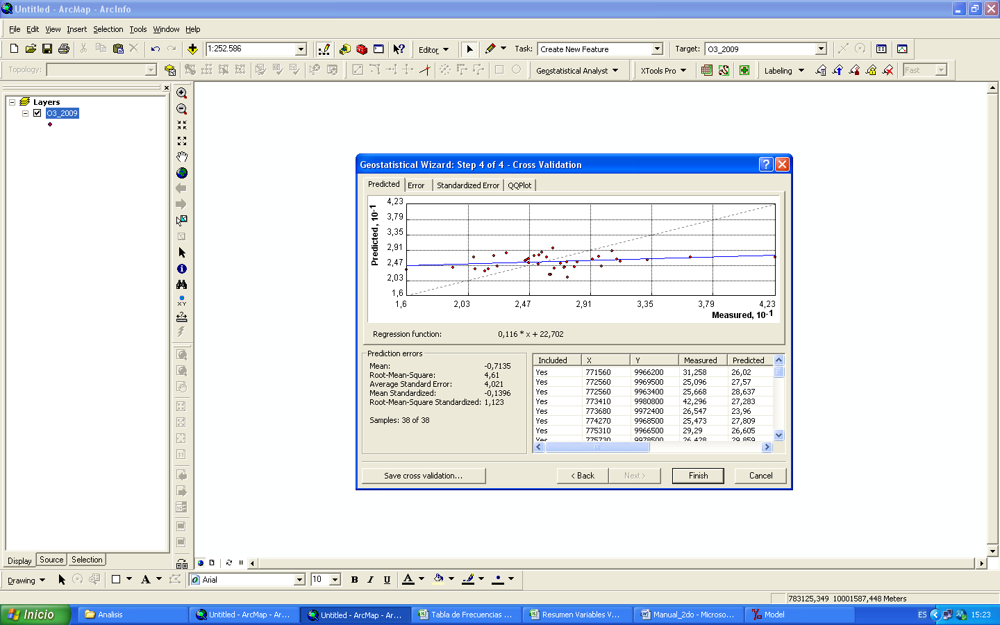 Untitled - ArcMap - ArcInfo
File Edit View Insert Selection Tools Window Help
1:252.586
Editor
Task: Create New Feature
Target: O3_2009
Topology:
Geostatistical Analyst
XTools Pro
Labeling
Fast
Layers
O3_2009
Geostatistical Wizard: Step 4 of 4 - Cross Validation
Predicted Error Standardized Error QQPlot
Predicted, 10-1
4,23
3,79
3,35
2,91
2,47
2,03
1,6
1,6 2,03 2,47 2,91 3,35 3,79 4,23
Measured, 10-1
Regression function: 0,116 * x + 22,702
Prediction errors
Mean: -0,7135
Root-Mean-Square: 4,61
Average Standard Error: 4,021
Mean Standardized: -0,1396
Root-Mean-Square Standardized: 1,123
Samples: 38 of 38
Included X Y Measured Predicted
Yes 771560 9966200 31,258 26,02
Yes 772560 9969500 25,096 27,57
Yes 772560 9963400 25,668 28,637
Yes 773410 9980800 42,296 27,283
Yes 773680 9972400 26,547 23,96
Yes 774270 9968500 25,473 27,809
Yes 775310 9966500 29,29 26,605
Yes 775730 9978500 26,428 29,859
Save cross validation...
< Back
Next >
Finish
Cancel
XY
1:1
Display Source Selection
Drawing
A
Arial
10
B I U
A
783125,349 10001587,448 Meters
Inicio
Analisis
Untitled - ArcMap - Ar...
Untitled - ArcMap - Ar...
Tabla de Frecuencias ...
Resumen Variables V...
Manual_2do - Microso...
Model
ES
15:23